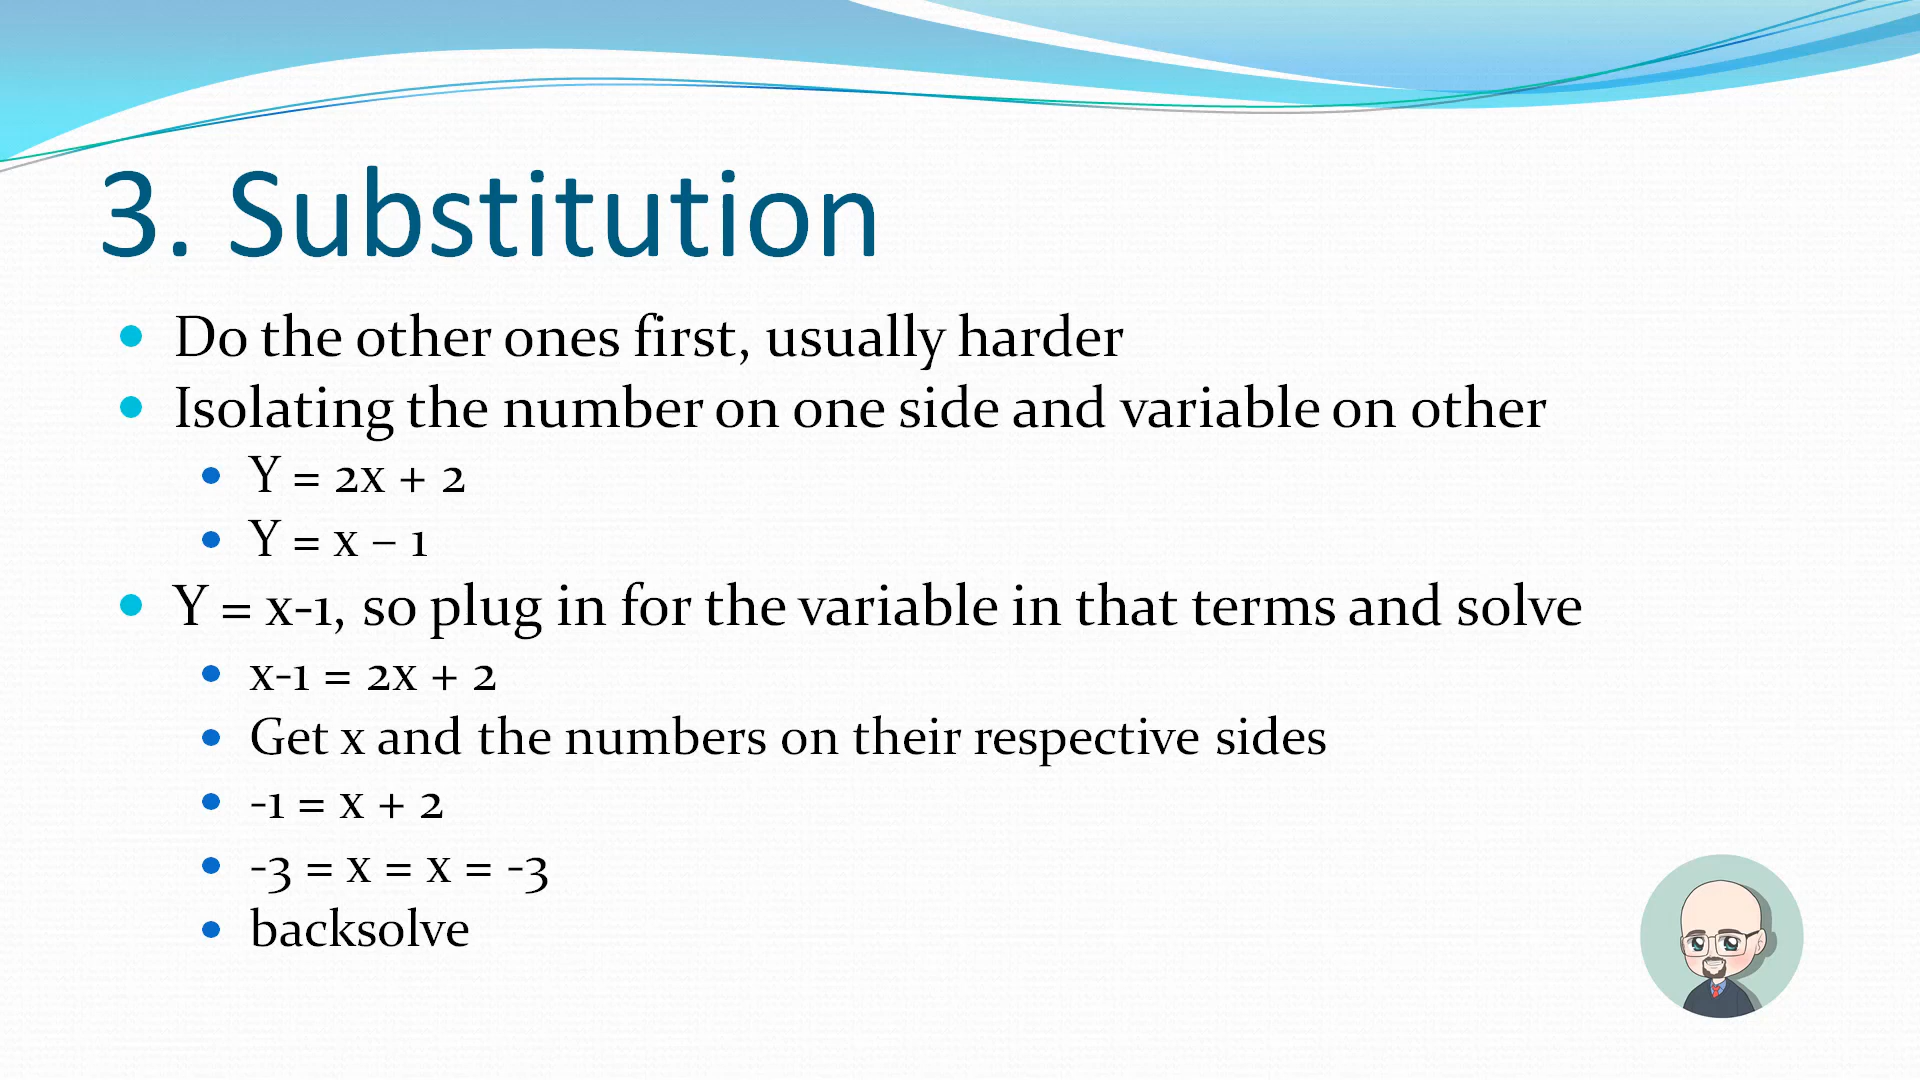 3. Substitution
Do the other ones first, usually harder
Isolating the number on one side and variable on other
Y = 2x + 2
Y = x – 1
Y = x-1, so plug in for the variable in that terms and solve
x-1 = 2x + 2
Get x and the numbers on their respective sides
-1 = x + 2
-3 = x = x = -3
backsolve